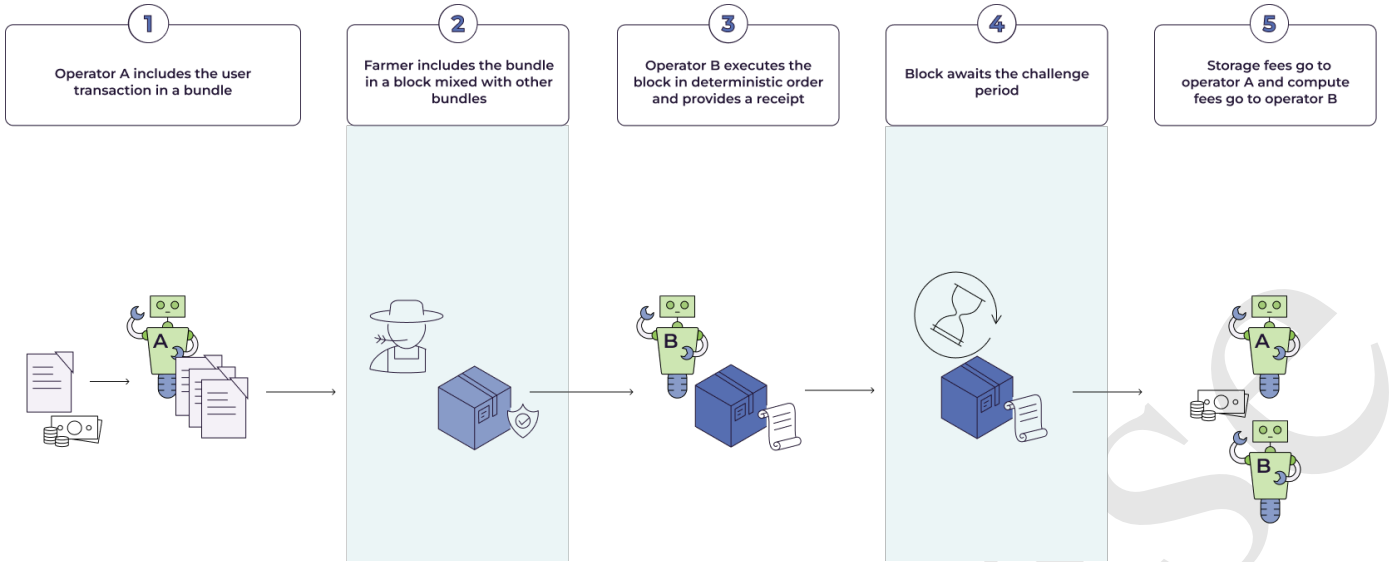 1
Operator A includes the user
transaction in a bundle
2
Farmer includes the bundle
in a block mixed with other
bundles
3
Operator B executes the
block in deterministic order
and provides a receipt
4
Block awaits the challenge
period
5
Storage fees go to
operator A and compute
fees go to operator B
A
B
A
B
se